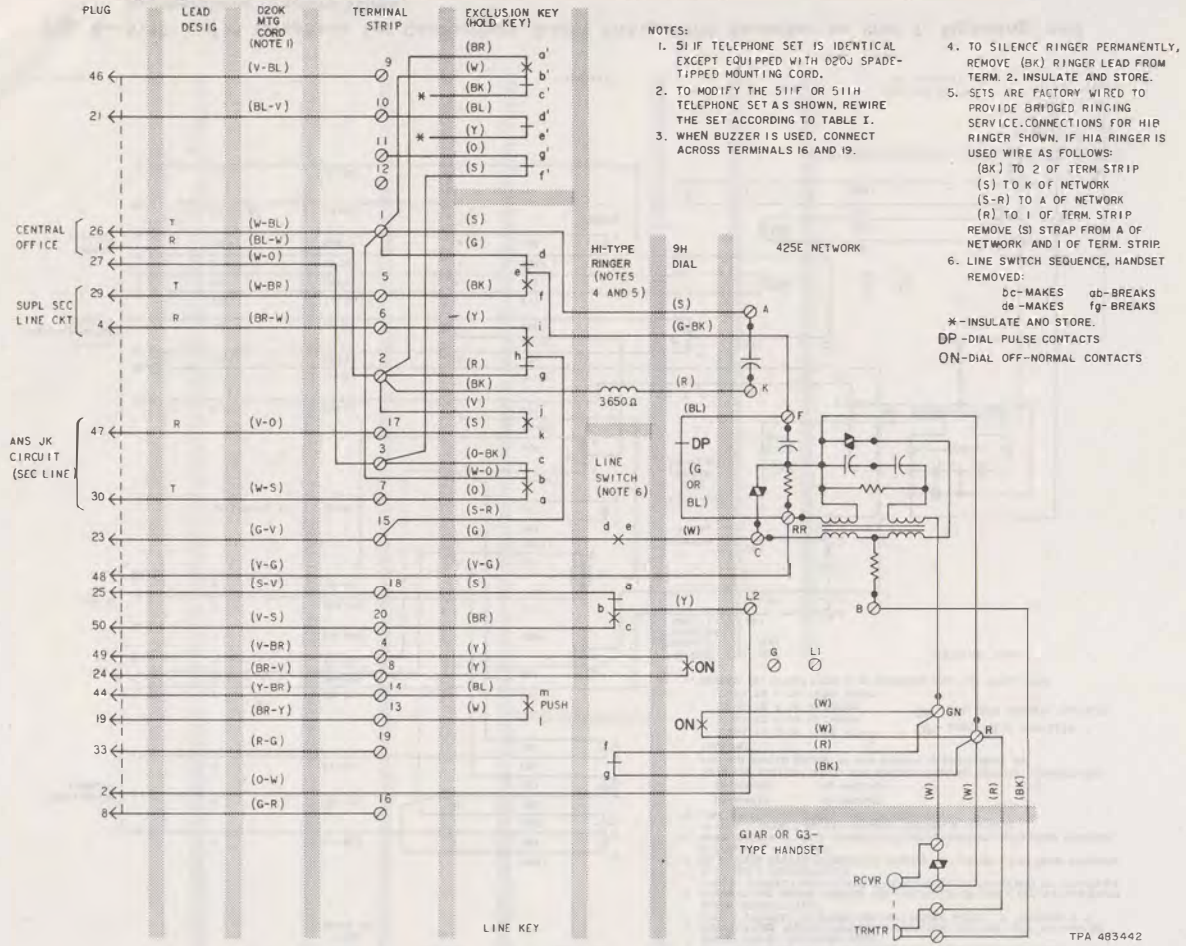 PLUG
LEAD
DESIG
D20K
MTG
CORD
(NOTE 1)
TERMINAL
STRIP
EXCLUSION KEY
(HOLD KEY)
46 (V-BL) 9
21 (BL-V) 10
11
12
(BR) a'
(W) b'
(BK) c'
*
(BL) d'
(Y) e'
*
(O) g'
(S) f'
CENTRAL
OFFICE
26 T (W-BL) 1 (S)
1 R (BL-W) (G)
27 (W-O)
d
e
SUPL SEC
LINE CKT
29 T (W-BR) 5 (BK) f
4 R (BR-W) 6 (Y) i
h
2 (R) g
(BK)
(V) j
ANS JK
CIRCUIT
(SEC LINE)
47 R (V-O) 17 (S) k
3 (O-BK) c
(W-O) b
30 T (W-S) 7 (O) a
15 (S-R)
23 (G-V) (G)
48 (V-G) (V-G)
25 (S-V) 18 (S)
50 (V-S) 20 (BR)
49 (V-BR) 4 (Y)
24 (BR-V) 8 (Y)
44 (Y-BR) 14 (BL) m
PUSH
19 (BR-Y) 13 (W) l
33 (R-G) 19
2 (O-W)
8 (G-R) 16
LINE KEY
HI-TYPE
RINGER
(NOTES
4 AND 5)
9H
DIAL
425E NETWORK
(S) A
(G-BK)
(R) K
3650Ω
(BL) F
DP
(G
OR
BL)
(W) RR
C
LINE
SWITCH
(NOTE 6)
d e
a
b
c
(Y) L2
B
G L1
ON
(W) GN
ON
(W) R
f (R)
g (BK)
(W) (W) (R) (BK)
G1AR OR G3-
TYPE HANDSET
RCVR
TRMTR
NOTES:
1. 51IF TELEPHONE SET IS IDENTICAL
EXCEPT EQUIPPED WITH D20J SPADE-
TIPPED MOUNTING CORD.
2. TO MODIFY THE 511F OR 511H
TELEPHONE SET AS SHOWN, REWIRE
THE SET ACCORDING TO TABLE I.
3. WHEN BUZZER IS USED, CONNECT
ACROSS TERMINALS 16 AND 19.
4. TO SILENCE RINGER PERMANENTLY,
REMOVE (BK) RINGER LEAD FROM
TERM. 2. INSULATE AND STORE.
5. SETS ARE FACTORY WIRED TO
PROVIDE BRIDGED RINGING
SERVICE. CONNECTIONS FOR HIB
RINGER SHOWN. IF HIA RINGER IS
USED WIRE AS FOLLOWS:
(BK) TO 2 OF TERM STRIP
(S) TO K OF NETWORK
(S-R) TO A OF NETWORK
(R) TO 1 OF TERM. STRIP
REMOVE (S) STRAP FROM A OF
NETWORK AND 1 OF TERM. STRIP.
6. LINE SWITCH SEQUENCE, HANDSET
REMOVED:
bc-MAKES ab-BREAKS
de-MAKES fg-BREAKS
*-INSULATE AND STORE.
DP -DIAL PULSE CONTACTS
ON-DIAL OFF-NORMAL CONTACTS
TPA 483442